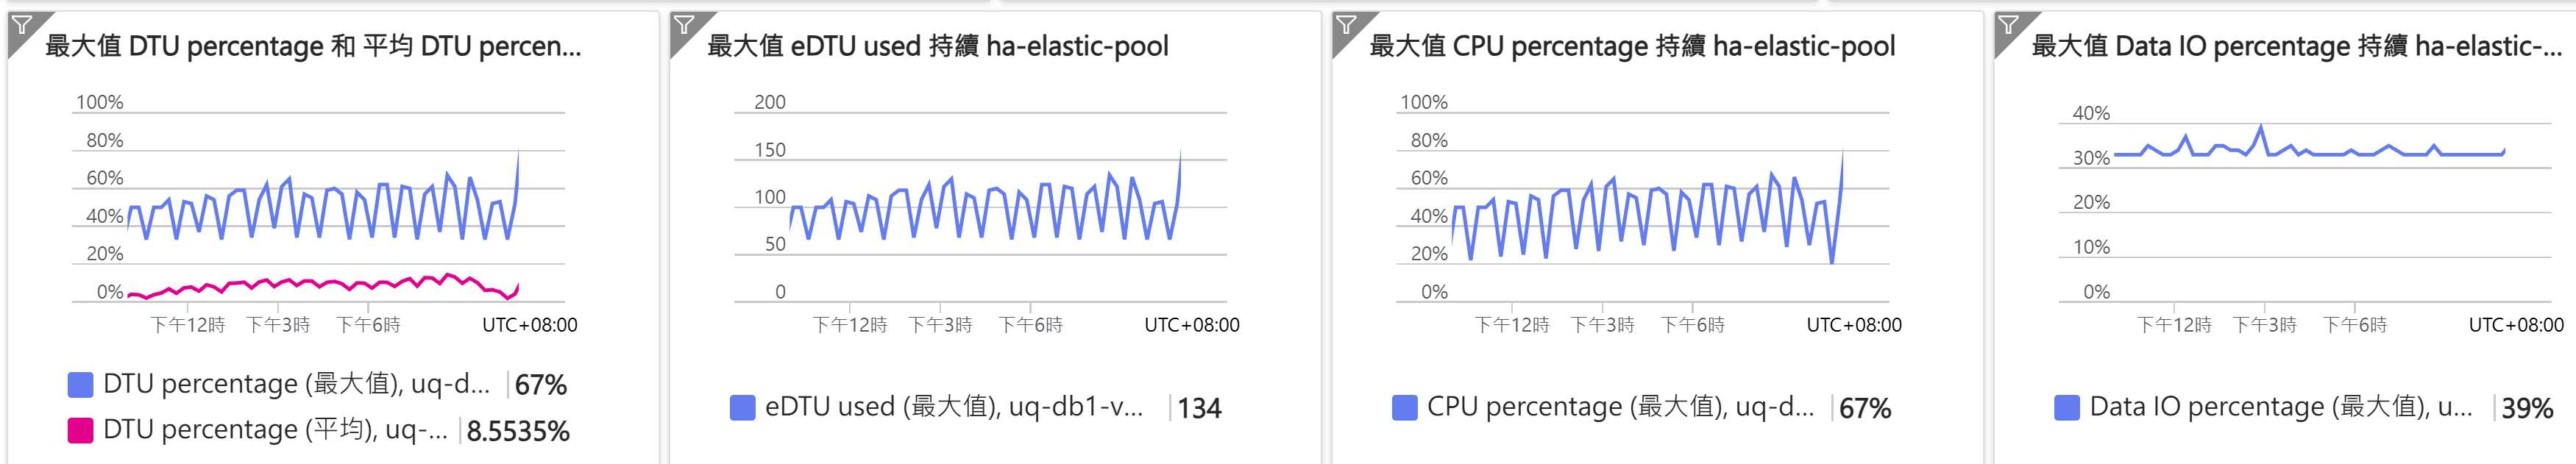 最大值 DTU percentage 和 平均 DTU percen...
100%
80%
60%
40%
20%
0%
下午12時 下午3時 下午6時 UTC+08:00
DTU percentage (最大值), uq-d... 67%
DTU percentage (平均), uq-... 8.5535%
最大值 eDTU used 持續 ha-elastic-pool
200
150
100
50
0
下午12時 下午3時 下午6時 UTC+08:00
eDTU used (最大值), uq-db1-v... 134
最大值 CPU percentage 持續 ha-elastic-pool
100%
80%
60%
40%
20%
0%
下午12時 下午3時 下午6時 UTC+08:00
CPU percentage (最大值), uq-d... 67%
最大值 Data IO percentage 持續 ha-elastic-...
40%
30%
20%
10%
0%
下午12時 下午3時 下午6時 UTC+08:00
Data IO percentage (最大值), u... 39%